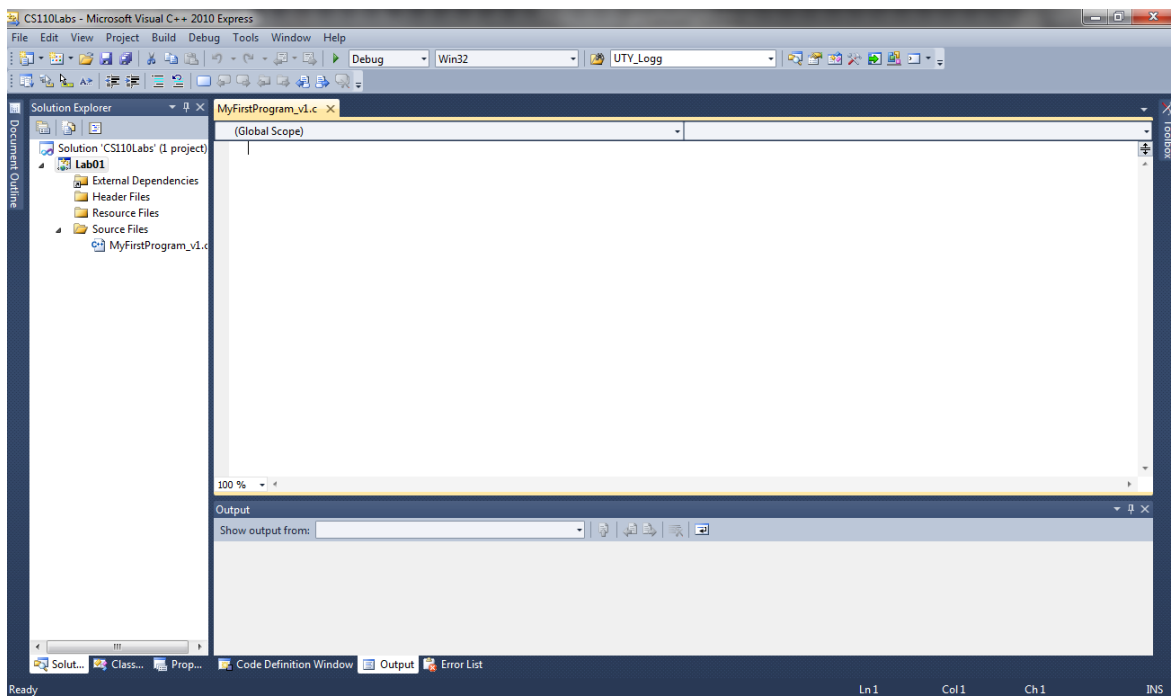 CS110Labs - Microsoft Visual C++ 2010 Express
File Edit View Project Build Debug Tools Window Help
Debug Win32 UTY_Logg
Document Outline
Solution Explorer
MyFirstProgram_v1.c
Toolbox
(Global Scope)
Solution 'CS110Labs' (1 project)
Lab01
External Dependencies
Header Files
Resource Files
Source Files
MyFirstProgram_v1.c
100 %
Output
Show output from:
Solut... Class... Prop... Code Definition Window Output Error List
Ready Ln 1 Col 1 Ch 1 INS